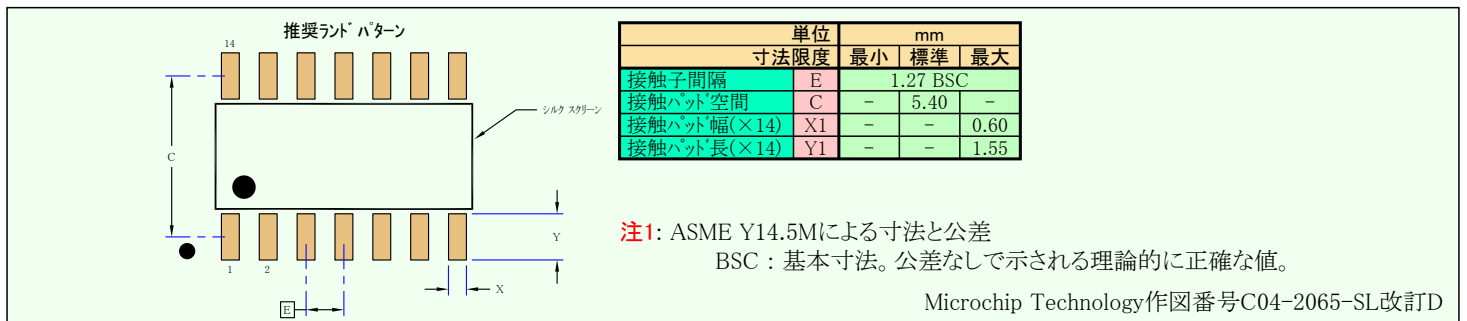 推奨ランド パターン
14
シルク スクリーン
C
Y
1 2
X
E
単位 mm
寸法限度 最小 標準 最大
接触子間隔 E 1.27 BSC
接触パッド空間 C - 5.40 -
接触パッド幅(×14) X1 - - 0.60
接触パッド長(×14) Y1 - - 1.55
注1: ASME Y14.5Mによる寸法と公差
BSC : 基本寸法。公差なしで示される理論的に正確な値。
Microchip Technology作図番号C04-2065-SL改訂D